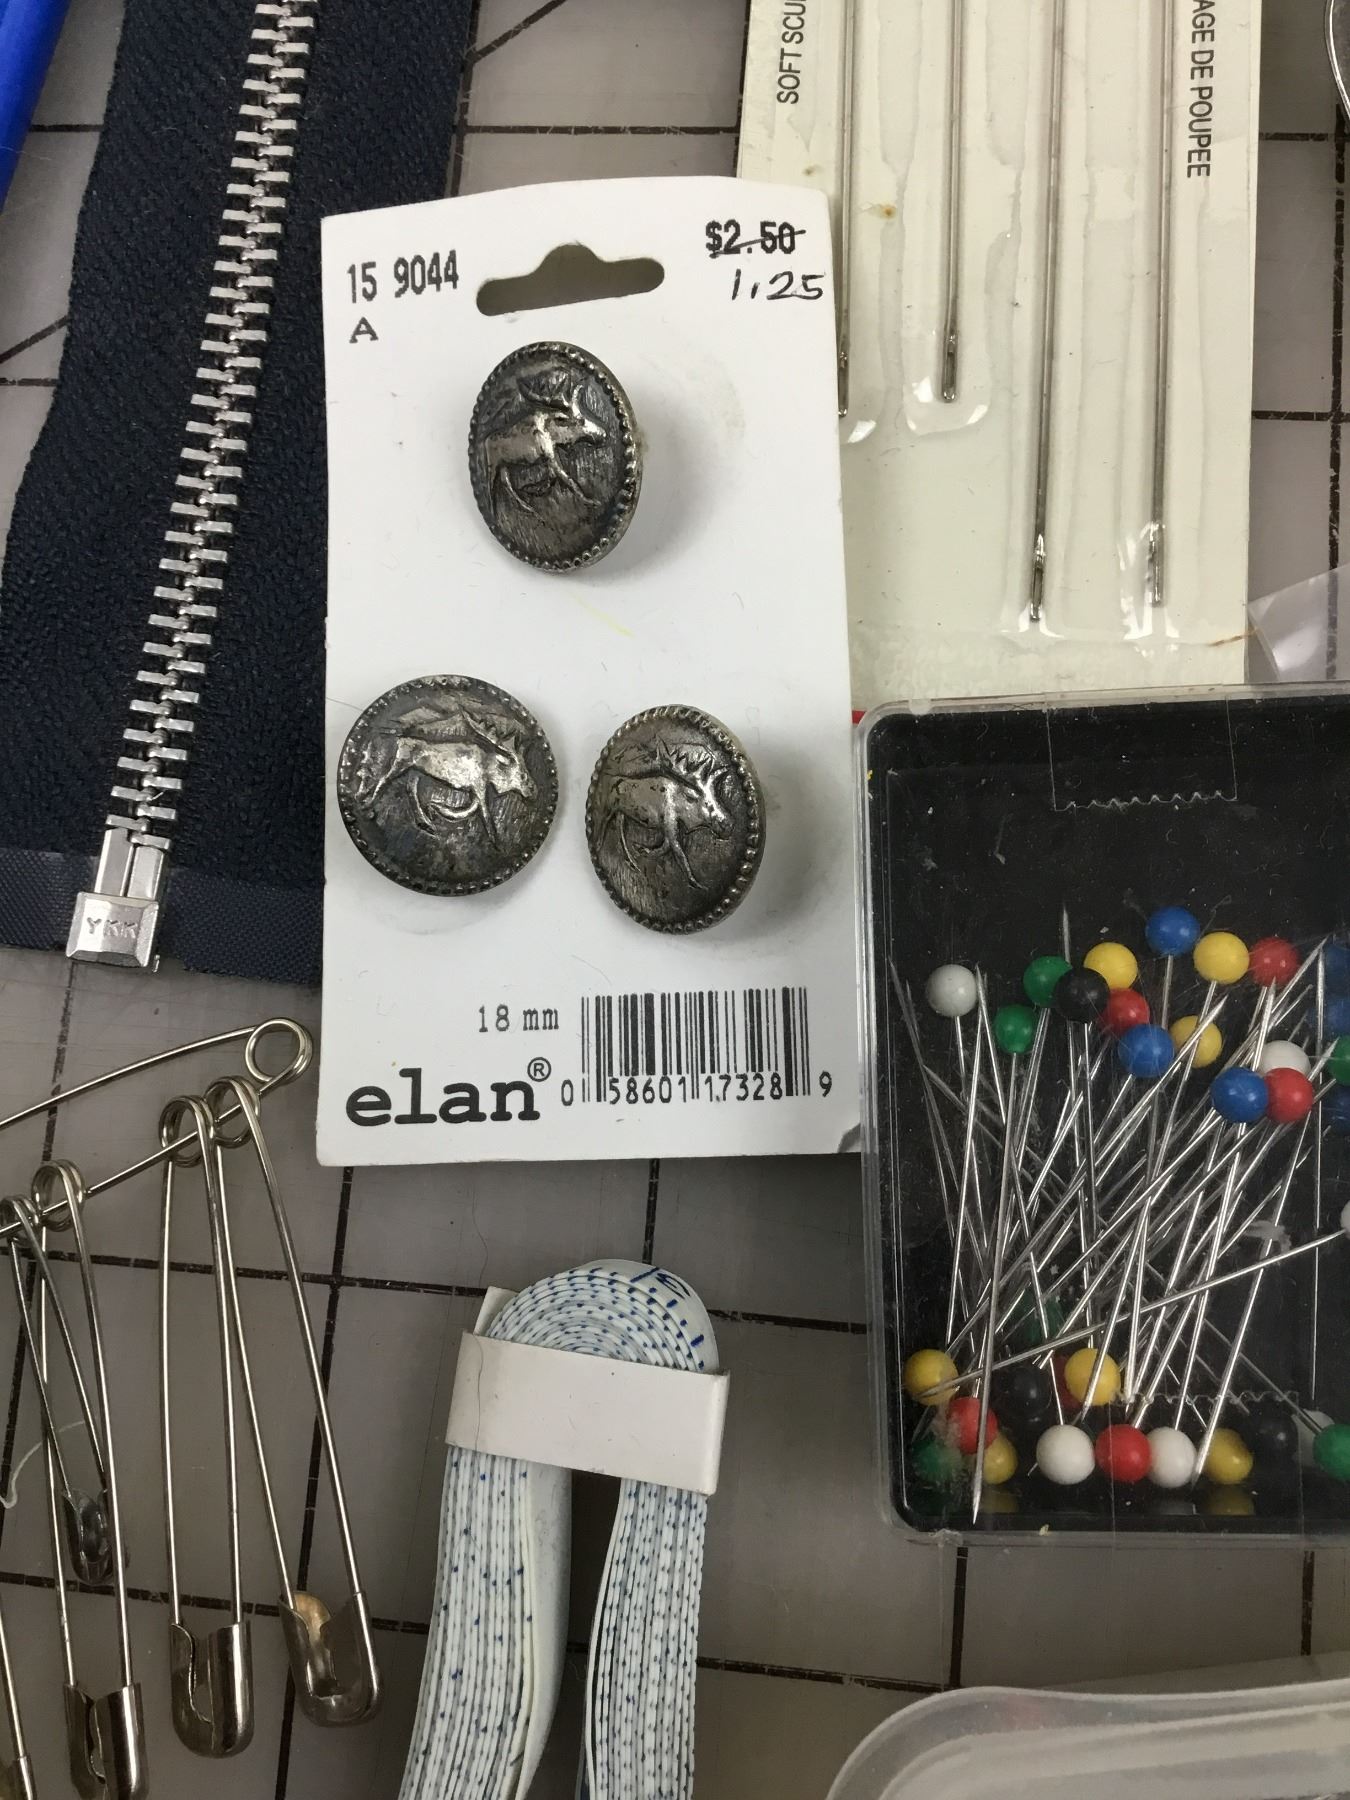 SOFT SCU
AGE DE POUPEE
15 9044
A
$2.50
1.25
YKK
18 mm
elan®
0 58601 17328 9